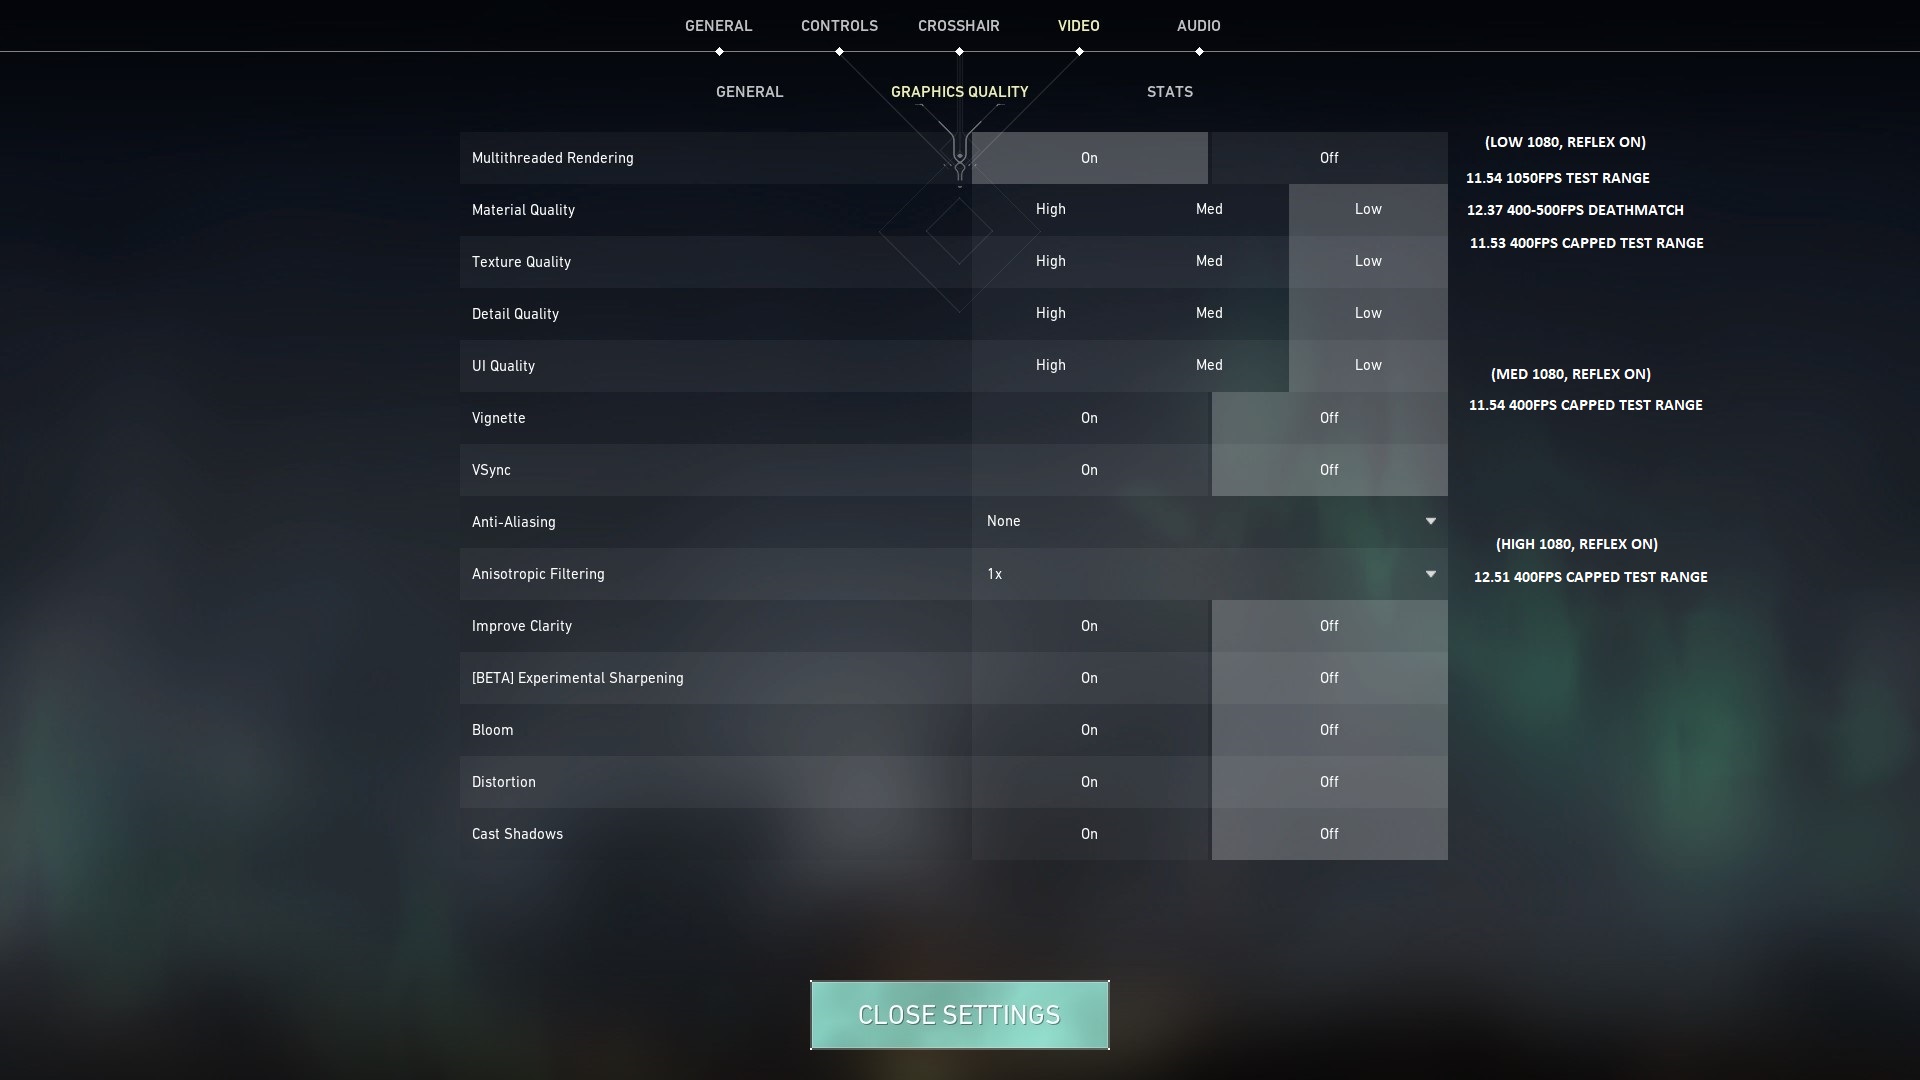 GENERAL CONTROLS CROSSHAIR VIDEO AUDIO
GENERAL GRAPHICS QUALITY STATS
Multithreaded Rendering On Off
Material Quality High Med Low
Texture Quality High Med Low
Detail Quality High Med Low
UI Quality High Med Low
Vignette On Off
VSync On Off
Anti-Aliasing None
Anisotropic Filtering 1x
Improve Clarity On Off
[BETA] Experimental Sharpening On Off
Bloom On Off
Distortion On Off
Cast Shadows On Off
(LOW 1080, REFLEX ON)
11.54 1050FPS TEST RANGE
12.37 400-500FPS DEATHMATCH
11.53 400FPS CAPPED TEST RANGE
(MED 1080, REFLEX ON)
11.54 400FPS CAPPED TEST RANGE
(HIGH 1080, REFLEX ON)
12.51 400FPS CAPPED TEST RANGE
CLOSE SETTINGS